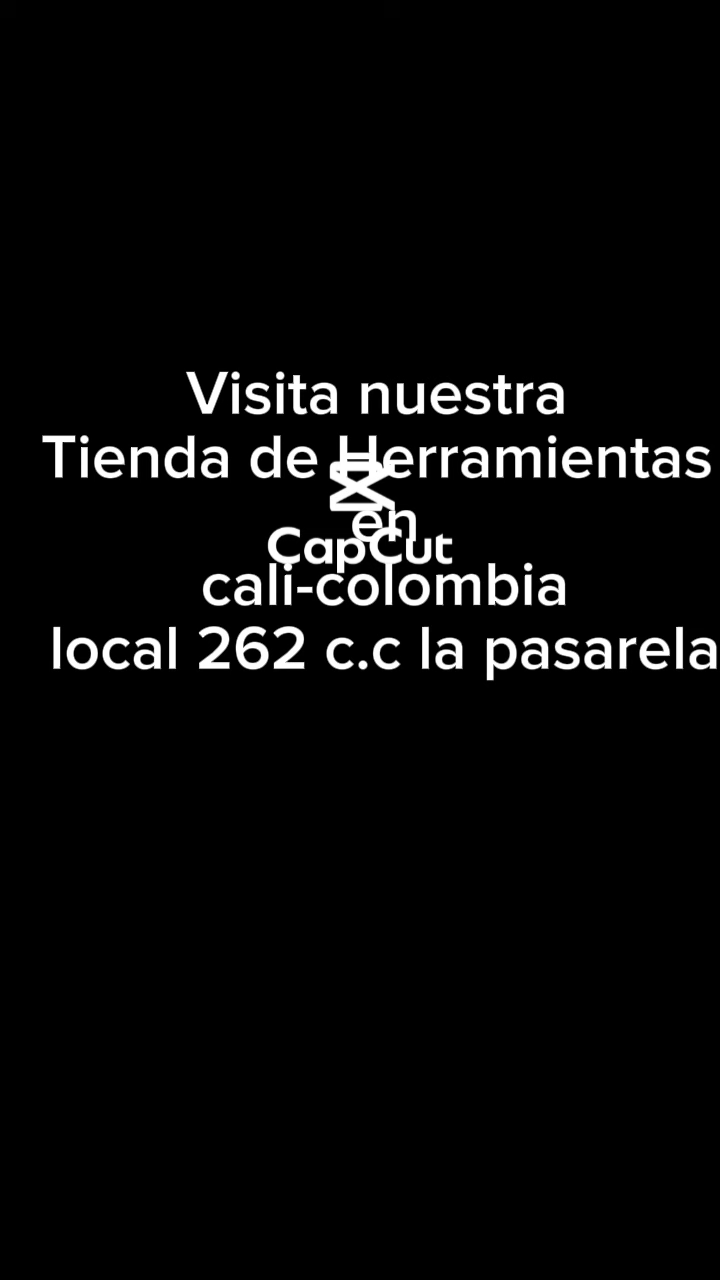 Visita nuestra
Tienda de Herramientas
en
CapCut
cali-colombia
local 262 c.c la pasarela